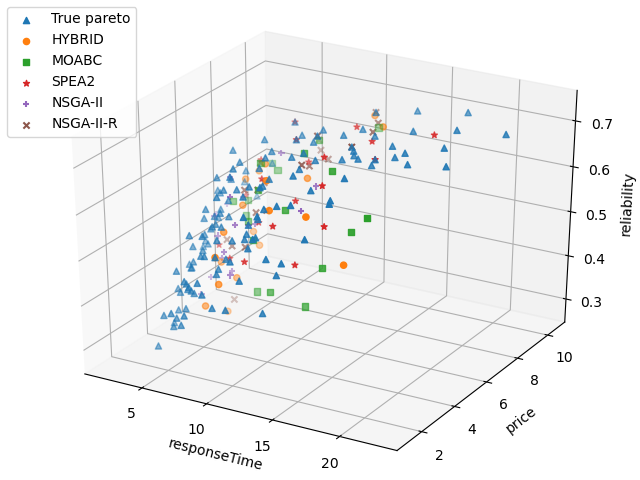 True pareto
HYBRID
MOABC
SPEA2
NSGA-II
NSGA-II-R
0.7
0.6
0.5
0.4
0.3
reliability
10
8
6
4
2
price
5
10
15
20
responseTime